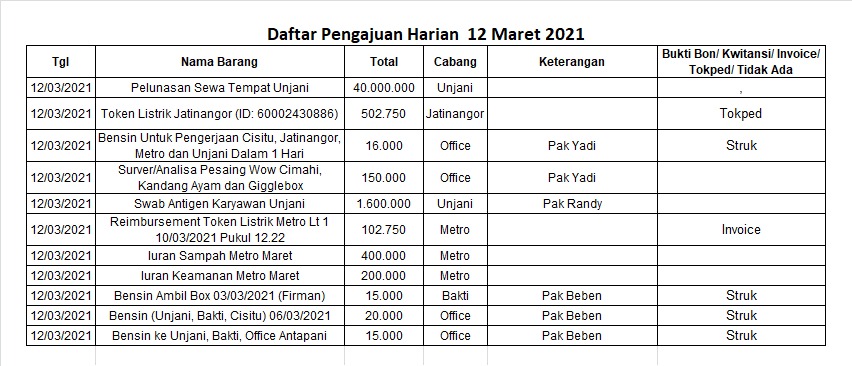 Daftar Pengajuan Harian 12 Maret 2021
Tgl Nama Barang Total Cabang Keterangan Bukti Bon/ Kwitansi/ Invoice/
Tokped/ Tidak Ada
12/03/2021 Pelunasan Sewa Tempat Unjani 40.000.000 Unjani ,
12/03/2021 Token Listrik Jatinangor (ID: 60002430886) 502.750 Jatinangor Tokped
12/03/2021 Bensin Untuk Pengerjaan Cisitu, Jatinangor,
Metro dan Unjani Dalam 1 Hari 16.000 Office Pak Yadi Struk
12/03/2021 Surver/Analisa Pesaing Wow Cimahi,
Kandang Ayam dan Gigglebox 150.000 Office Pak Yadi
12/03/2021 Swab Antigen Karyawan Unjani 1.600.000 Unjani Pak Randy
12/03/2021 Reimbursement Token Listrik Metro Lt 1
10/03/2021 Pukul 12.22 102.750 Metro Invoice
12/03/2021 Iuran Sampah Metro Maret 400.000 Metro
12/03/2021 Iuran Keamanan Metro Maret 200.000 Metro
12/03/2021 Bensin Ambil Box 03/03/2021 (Firman) 15.000 Bakti Pak Beben Struk
12/03/2021 Bensin (Unjani, Bakti, Cisitu) 06/03/2021 20.000 Office Pak Beben Struk
12/03/2021 Bensin ke Unjani, Bakti, Office Antapani 15.000 Office Pak Beben Struk